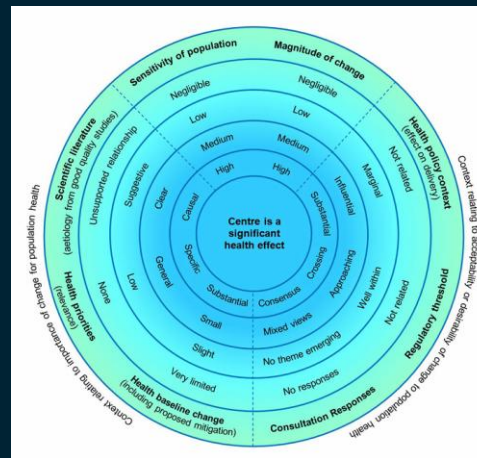 Sensitivity of population
Negligible
Low
Medium
High
Magnitude of change
Negligible
Low
Medium
High
Health policy context
(effect on delivery)
Not related
Marginal
Influential
Substantial
Regulatory threshold
Not related
Well within
Approaching
Crossing
Consultation Responses
No responses
No theme emerging
Mixed views
Consensus
Health baseline change
(including proposed mitigation)
Very limited
Slight
Small
Substantial
Health priorities
(relevance)
None
Low
General
Specific
Scientific literature
(aetiology from good quality studies)
Unsupported relationship
Suggestive
Clear
Causal
Centre is a
significant
health effect
Context relating to importance of change for population health
Context relating to acceptability or desirability of change to population health